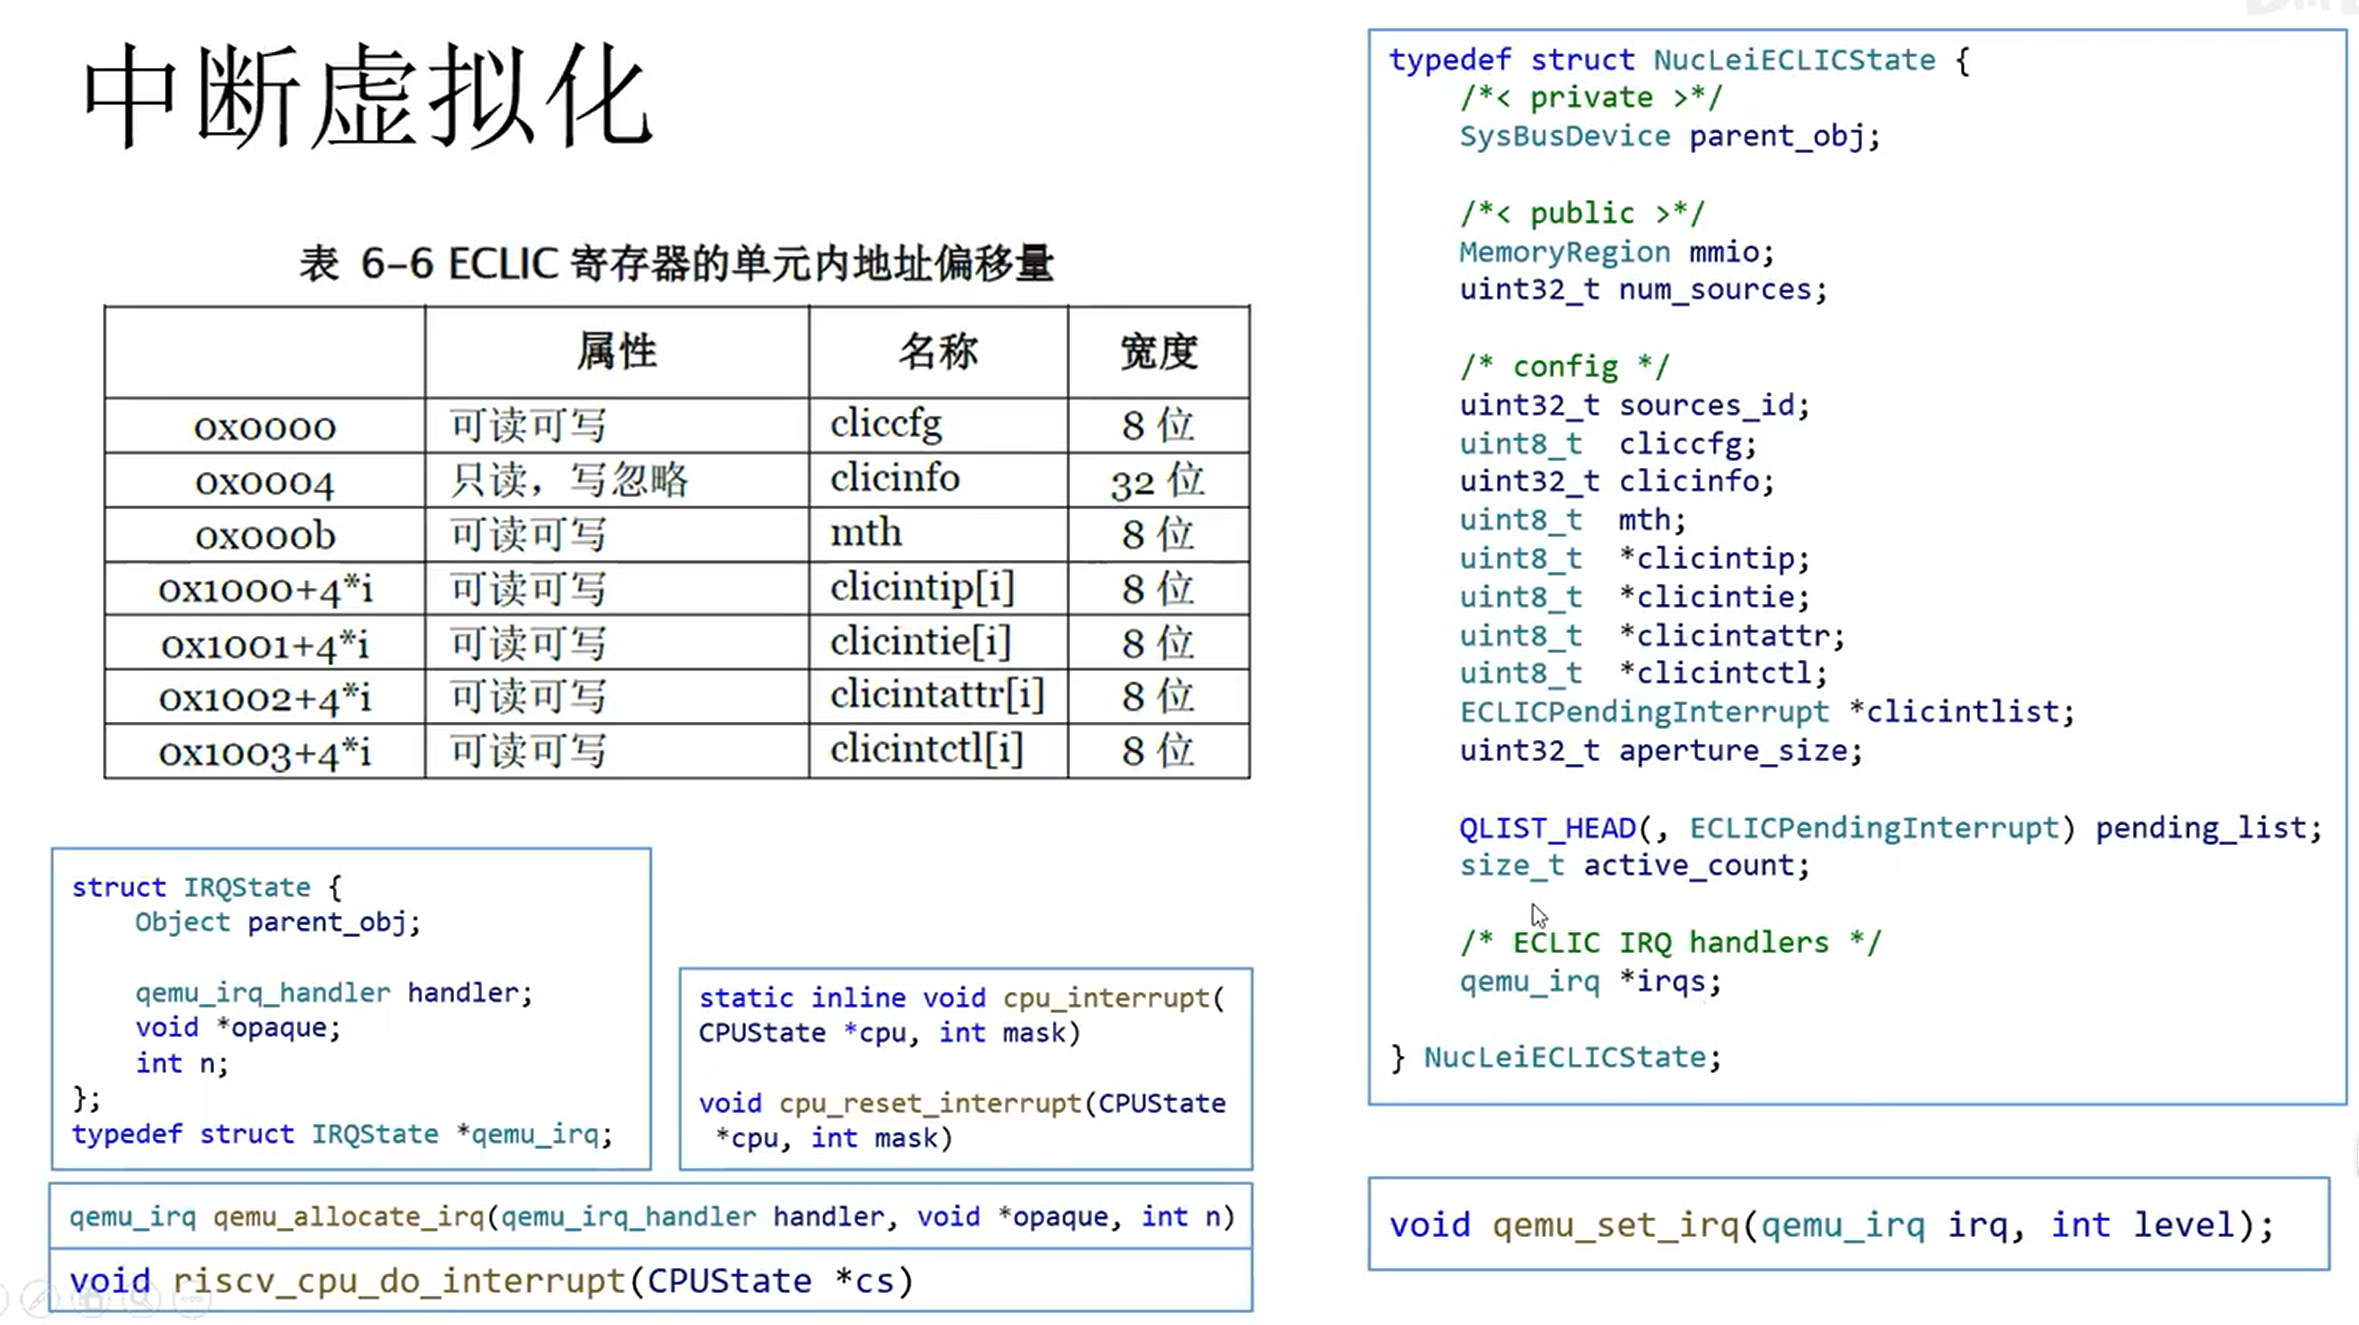 中断虚拟化
表 6-6 ECLIC 寄存器的单元内地址偏移量
属性 名称 宽度
0x0000 可读可写 cliccfg 8 位
0x0004 只读，写忽略 clicinfo 32 位
0x000b 可读可写 mth 8 位
0x1000+4*i 可读可写 clicintip[i] 8 位
0x1001+4*i 可读可写 clicintie[i] 8 位
0x1002+4*i 可读可写 clicintattr[i] 8 位
0x1003+4*i 可读可写 clicintctl[i] 8 位
struct IRQState {
Object parent_obj;
qemu_irq_handler handler;
void *opaque;
int n;
};
typedef struct IRQState *qemu_irq;
static inline void cpu_interrupt(
CPUState *cpu, int mask)
void cpu_reset_interrupt(CPUState
*cpu, int mask)
qemu_irq qemu_allocate_irq(qemu_irq_handler handler, void *opaque, int n)
void riscv_cpu_do_interrupt(CPUState *cs)
typedef struct NucLeiECLICState {
/*< private >*/
SysBusDevice parent_obj;
/*< public >*/
MemoryRegion mmio;
uint32_t num_sources;
/* config */
uint32_t sources_id;
uint8_t cliccfg;
uint32_t clicinfo;
uint8_t mth;
uint8_t *clicintip;
uint8_t *clicintie;
uint8_t *clicintattr;
uint8_t *clicintctl;
ECLICPendingInterrupt *clicintlist;
uint32_t aperture_size;
QLIST_HEAD(, ECLICPendingInterrupt) pending_list;
size_t active_count;
/* ECLIC IRQ handlers */
qemu_irq *irqs;
} NucLeiECLICState;
void qemu_set_irq(qemu_irq irq, int level);